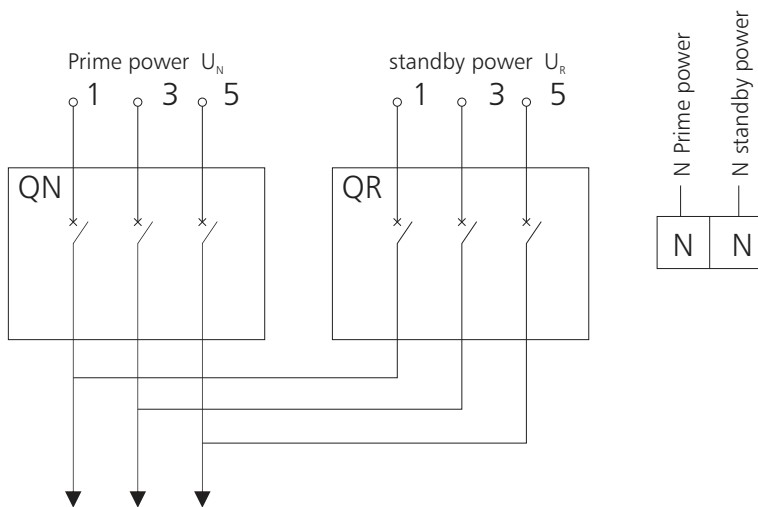 Prime power U_N
1 3 5
standby power U_R
1 3 5
QN
QR
N Prime power
N standby power
N N